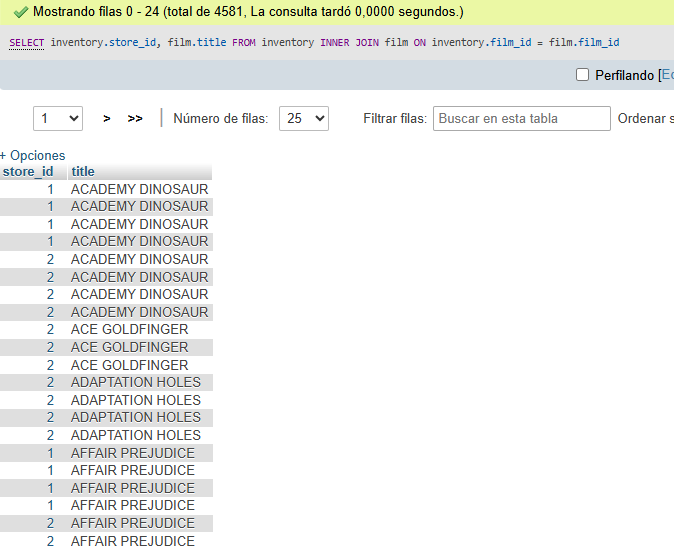 Mostrando filas 0 - 24 (total de 4581, La consulta tardó 0,0000 segundos.)
SELECT inventory.store_id, film.title FROM inventory INNER JOIN film ON inventory.film_id = film.film_id
Perfilando [
1 > >> Número de filas: 25 Filtrar filas: Buscar en esta tabla Ordenar
+ Opciones
store_id title
1 ACADEMY DINOSAUR
1 ACADEMY DINOSAUR
1 ACADEMY DINOSAUR
1 ACADEMY DINOSAUR
2 ACADEMY DINOSAUR
2 ACADEMY DINOSAUR
2 ACADEMY DINOSAUR
2 ACADEMY DINOSAUR
2 ACE GOLDFINGER
2 ACE GOLDFINGER
2 ACE GOLDFINGER
2 ADAPTATION HOLES
2 ADAPTATION HOLES
2 ADAPTATION HOLES
2 ADAPTATION HOLES
1 AFFAIR PREJUDICE
1 AFFAIR PREJUDICE
1 AFFAIR PREJUDICE
1 AFFAIR PREJUDICE
2 AFFAIR PREJUDICE
2 AFFAIR PREJUDICE